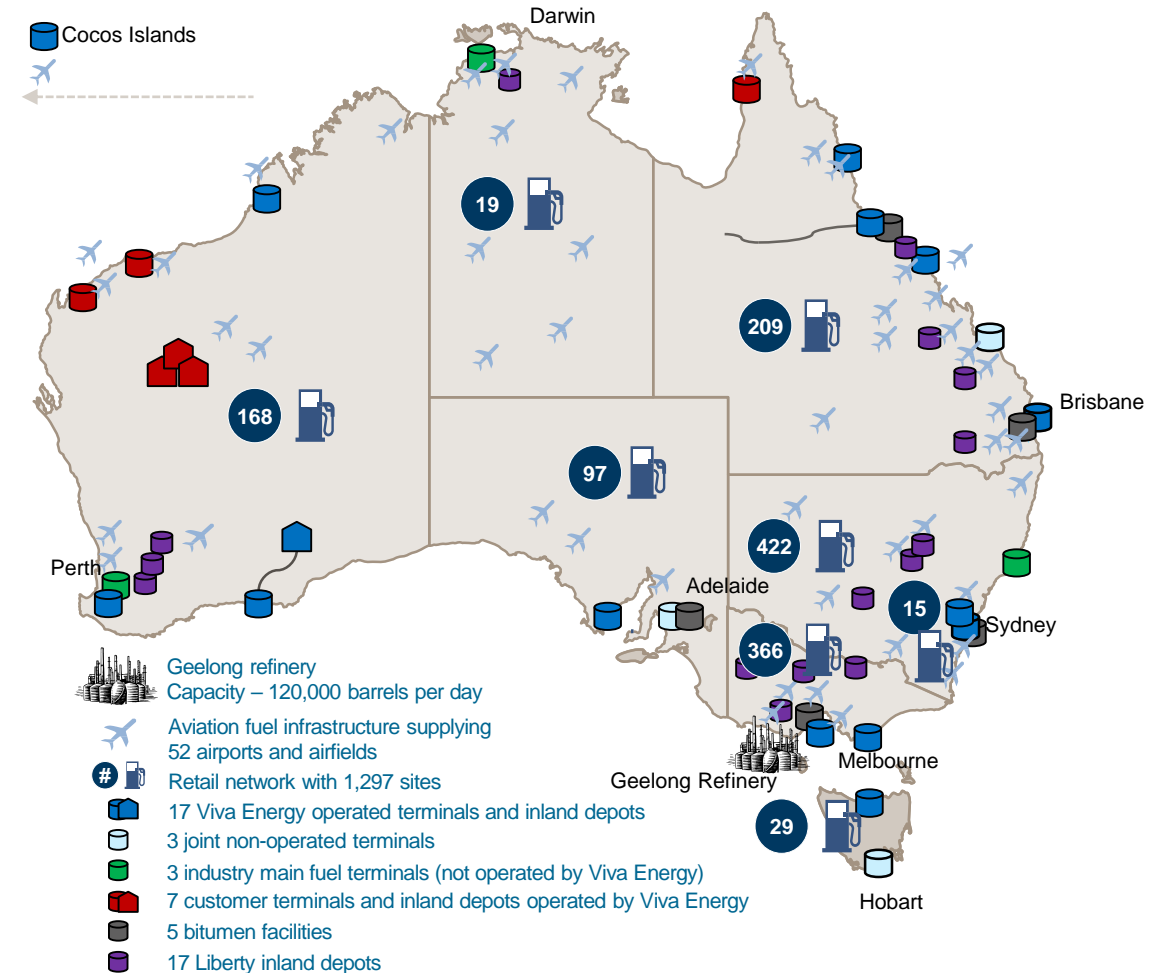 Darwin
Cocos Islands
19
209
Brisbane
168
97
422
Perth
Adelaide
15
Sydney
366
Geelong refinery
Capacity – 120,000 barrels per day
Aviation fuel infrastructure supplying
52 airports and airfields
Melbourne
# Retail network with 1,297 sites
Geelong Refinery
17 Viva Energy operated terminals and inland depots
29
3 joint non-operated terminals
3 industry main fuel terminals (not operated by Viva Energy)
7 customer terminals and inland depots operated by Viva Energy
Hobart
5 bitumen facilities
17 Liberty inland depots